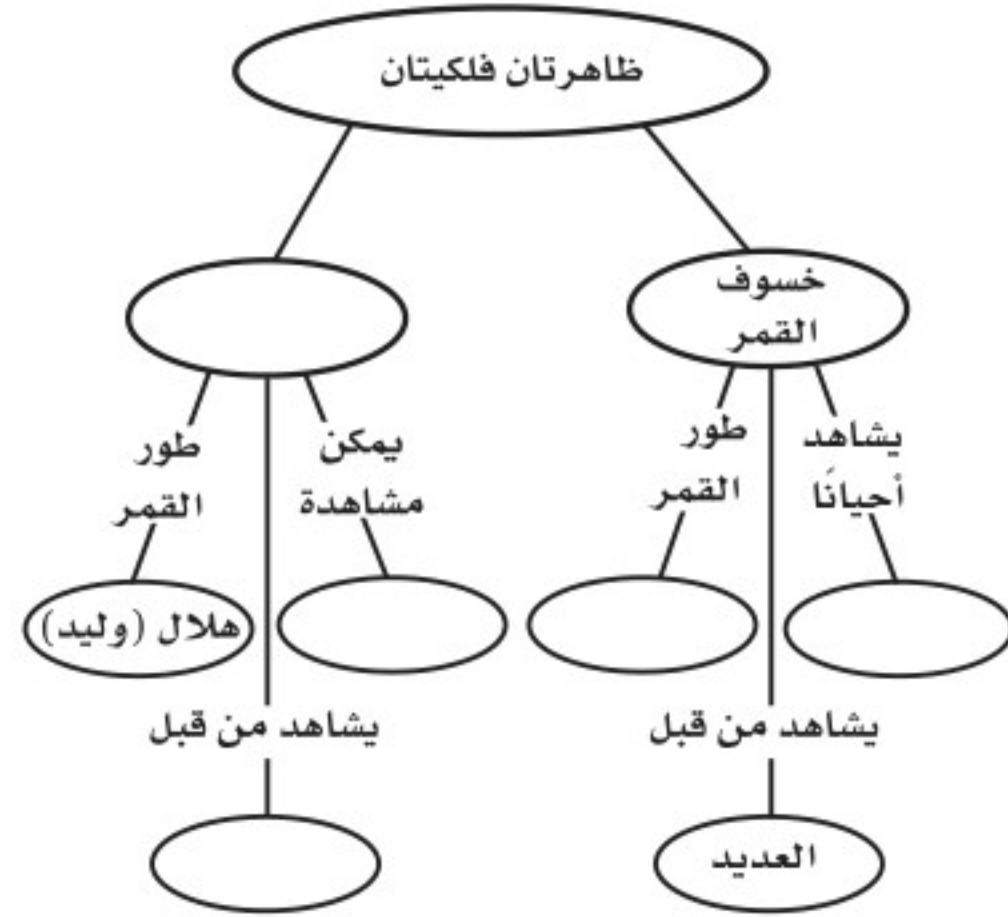 ظاهرتان فلكيتان
خسوف
القمر
يشاهد
أحيانًا
طور
القمر
يمكن
مشاهدة
طور
القمر
هلال (وليد)
يشاهد من قبل
يشاهد من قبل
العديد